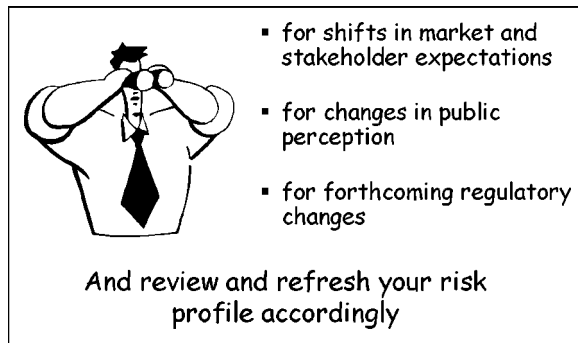 ▪ for shifts in market and
stakeholder expectations
▪ for changes in public
perception
▪ for forthcoming regulatory
changes
And review and refresh your risk
profile accordingly